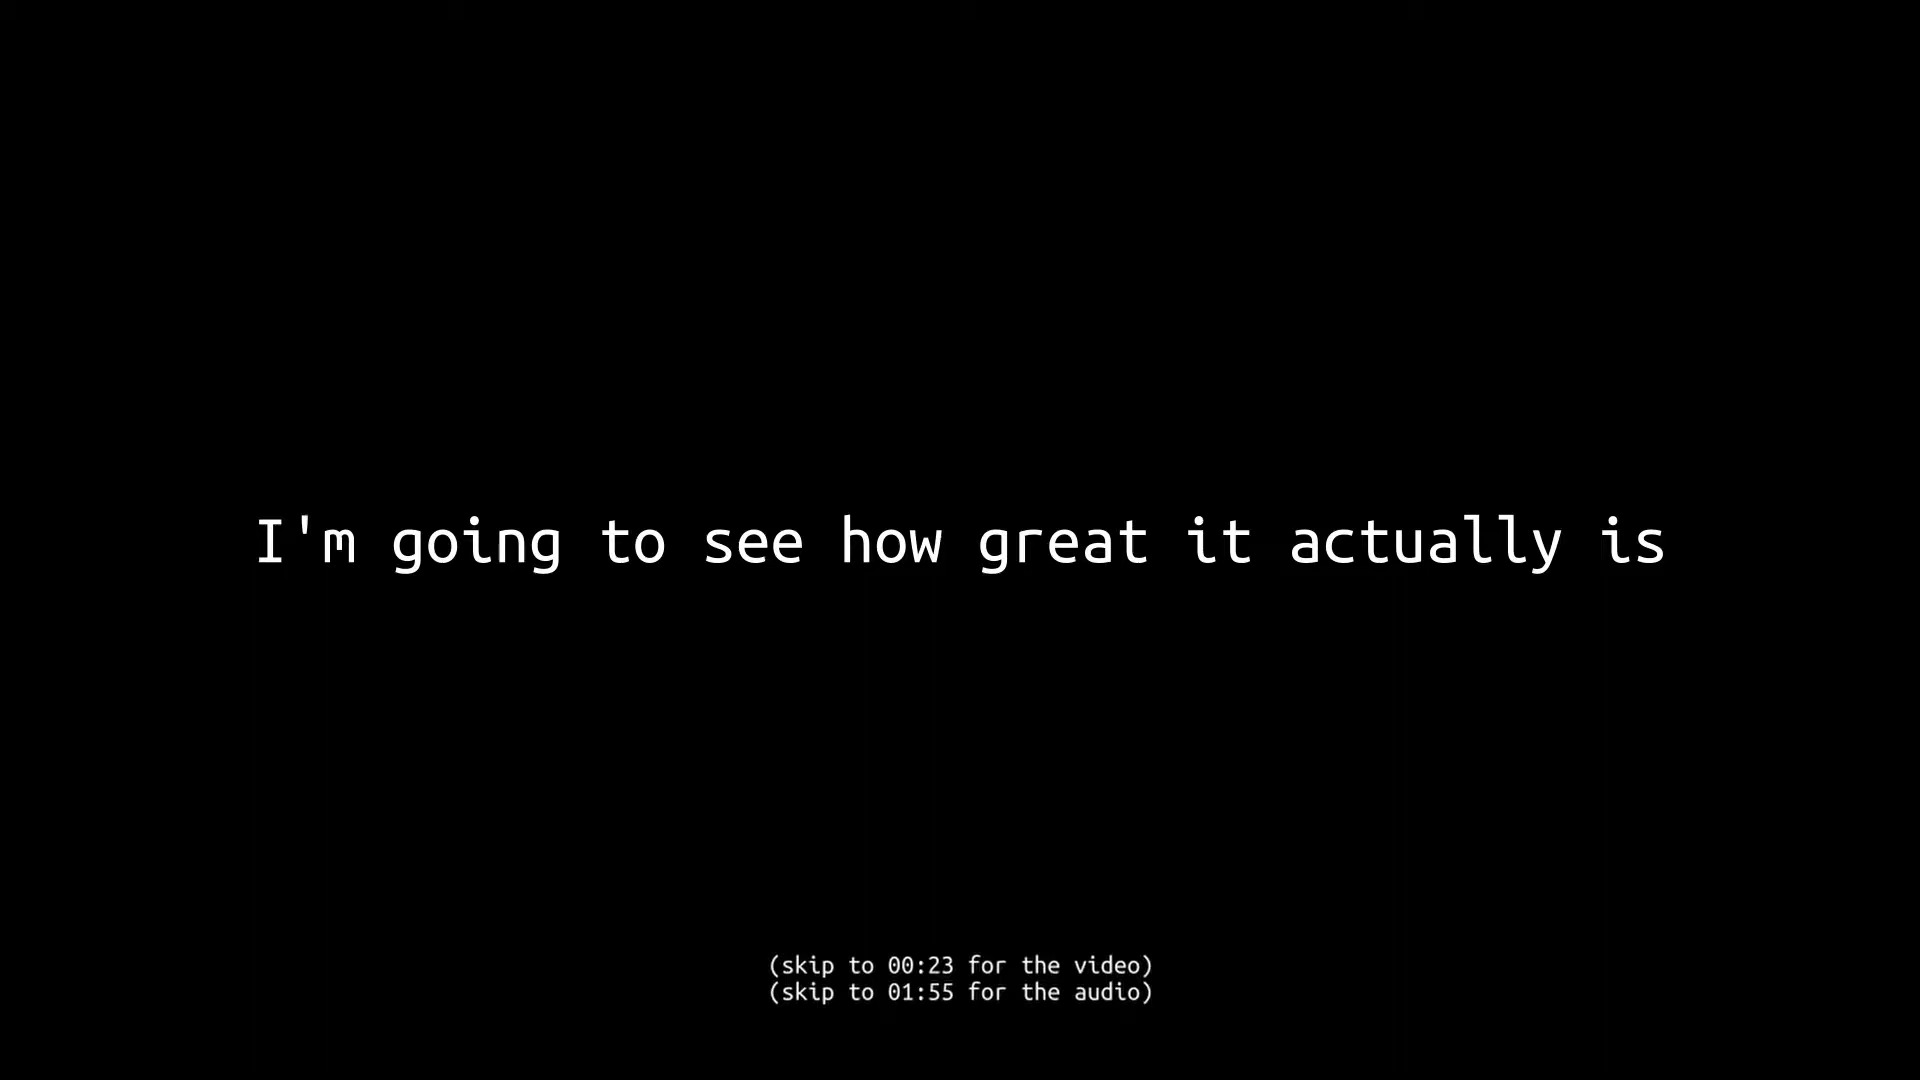 I'm going to see how great it actually is
(skip to 00:23 for the video)
(skip to 01:55 for the audio)